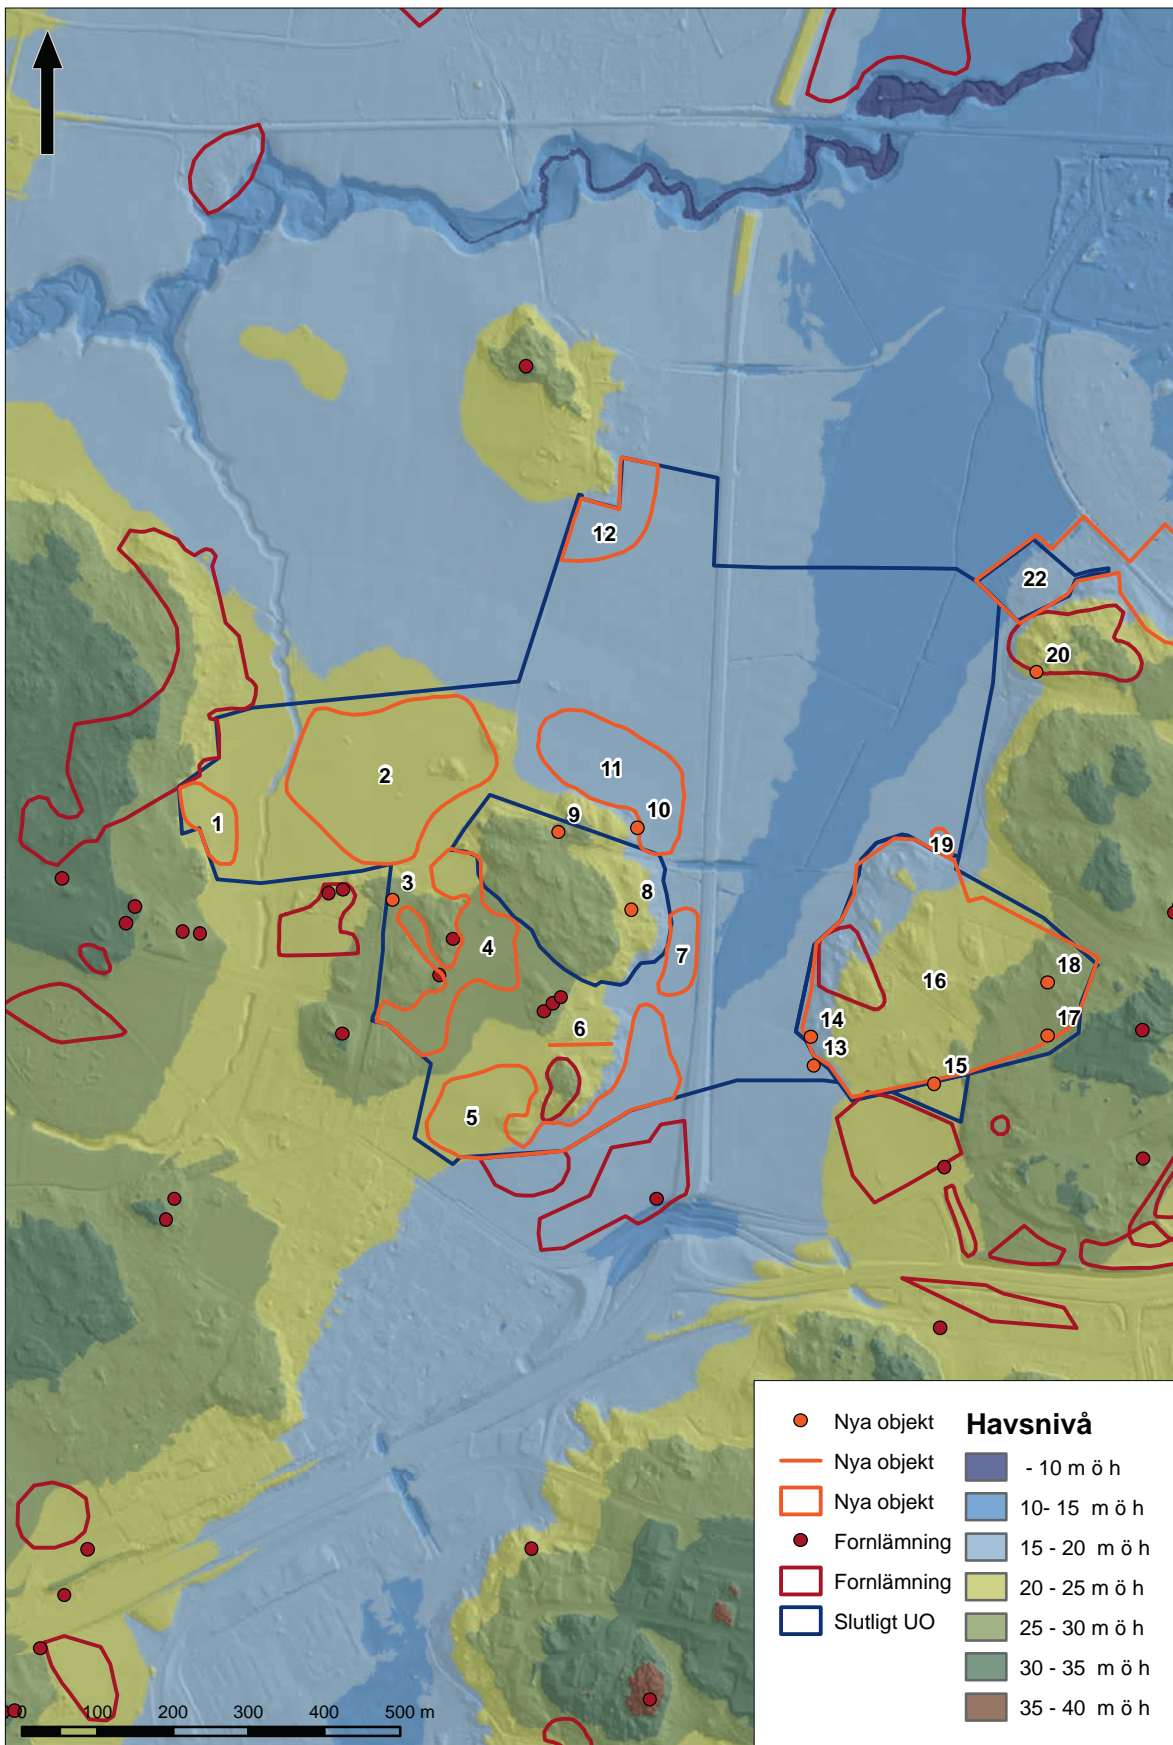 12
22
20
2
11
1
10
9
19
3
8
4
7
16
18
14
17
6
13
15
5
Nya objekt
Nya objekt
Nya objekt
Fornlämning
Fornlämning
Slutligt UO
Havsnivå
- 10 m ö h
10- 15 m ö h
15 - 20 m ö h
20 - 25 m ö h
25 - 30 m ö h
30 - 35 m ö h
35 - 40 m ö h
0 100 200 300 400 500 m